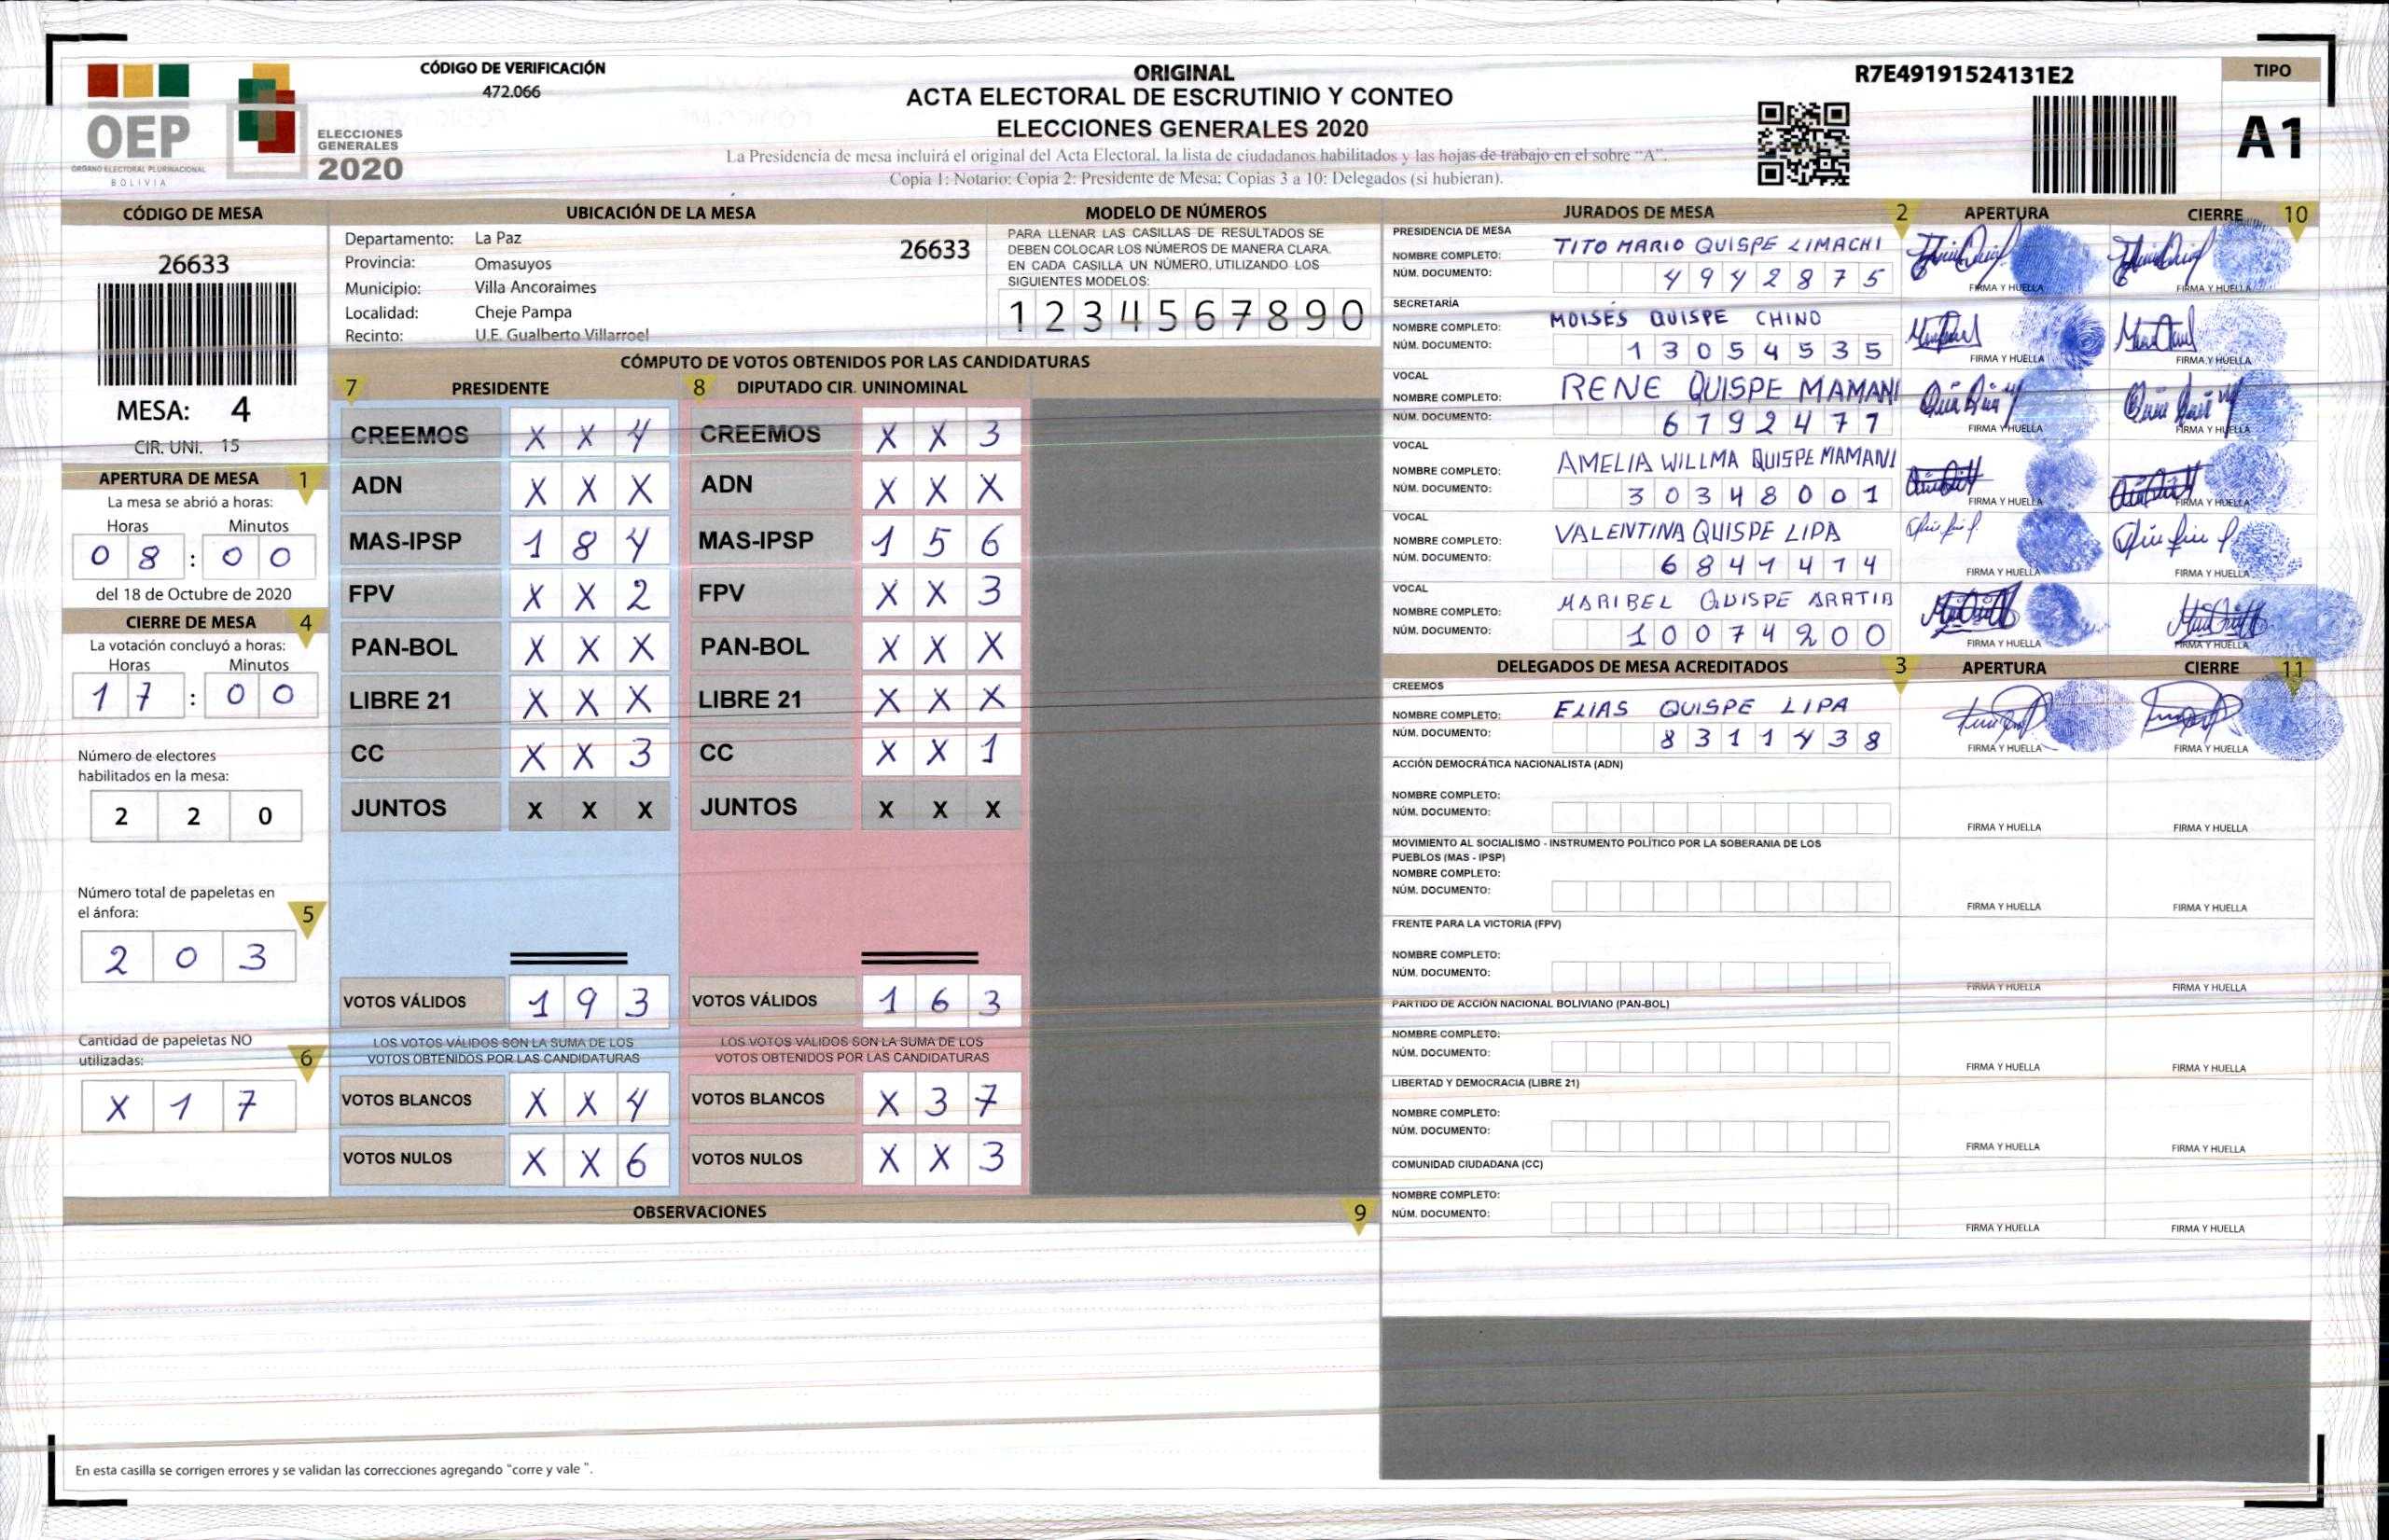 CÓDIGO DE VERIFICACIÓN
472.066
OEP
ÓRGANO ELECTORAL PLURINACIONAL
BOLIVIA
ELECCIONES
GENERALES
2020
ORIGINAL
ACTA ELECTORAL DE ESCRUTINIO Y CONTEO
ELECCIONES GENERALES 2020
La Presidencia de mesa incluirá el original del Acta Electoral, la lista de ciudadanos habilitados y las hojas de trabajo en el sobre "A".
Copia 1: Notario; Copia 2: Presidente de Mesa; Copias 3 a 10: Delegados (si hubieran).
R7E49191524131E2
TIPO
A1
CÓDIGO DE MESA
26633
MESA: 4
CIR. UNI. 15
APERTURA DE MESA 1
La mesa se abrió a horas:
Horas Minutos
0 8 : 0 0
del 18 de Octubre de 2020
CIERRE DE MESA 4
La votación concluyó a horas:
Horas Minutos
1 7 : 0 0
Número de electores
habilitados en la mesa:
2 2 0
Número total de papeletas en
el ánfora: 5
2 0 3
Cantidad de papeletas NO
utilizadas: 6
X 1 7
UBICACIÓN DE LA MESA
Departamento: La Paz
26633
Provincia: Omasuyos
Municipio: Villa Ancoraimes
Localidad: Cheje Pampa
Recinto: U.E. Gualberto Villarroel
MODELO DE NÚMEROS
PARA LLENAR LAS CASILLAS DE RESULTADOS SE
DEBEN COLOCAR LOS NÚMEROS DE MANERA CLARA.
EN CADA CASILLA UN NÚMERO, UTILIZANDO LOS
SIGUIENTES MODELOS:
1 2 3 4 5 6 7 8 9 0
CÓMPUTO DE VOTOS OBTENIDOS POR LAS CANDIDATURAS
7 PRESIDENTE
CREEMOS X X 4
ADN X X X
MAS-IPSP 1 8 4
FPV X X 2
PAN-BOL X X X
LIBRE 21 X X X
CC X X 3
JUNTOS X X X
VOTOS VÁLIDOS 1 9 3
LOS VOTOS VÁLIDOS SON LA SUMA DE LOS
VOTOS OBTENIDOS POR LAS CANDIDATURAS
VOTOS BLANCOS X X 4
VOTOS NULOS X X 6
8 DIPUTADO CIR. UNINOMINAL
CREEMOS X X 3
ADN X X X
MAS-IPSP 1 5 6
FPV X X 3
PAN-BOL X X X
LIBRE 21 X X X
CC X X 1
JUNTOS X X X
VOTOS VÁLIDOS 1 6 3
LOS VOTOS VÁLIDOS SON LA SUMA DE LOS
VOTOS OBTENIDOS POR LAS CANDIDATURAS
VOTOS BLANCOS X 3 7
VOTOS NULOS X X 3
OBSERVACIONES 9
En esta casilla se corrigen errores y se validan las correcciones agregando "corre y vale ".
JURADOS DE MESA 2 APERTURA CIERRE 10
PRESIDENCIA DE MESA
NOMBRE COMPLETO: TITO MARIO QUISPE LIMACHI
NÚM. DOCUMENTO: 4 9 4 2 8 7 5
FIRMA Y HUELLA FIRMA Y HUELLA
SECRETARÍA
NOMBRE COMPLETO: MOISÉS QUISPE CHINO
NÚM. DOCUMENTO: 1 3 0 5 4 5 3 5
FIRMA Y HUELLA FIRMA Y HUELLA
VOCAL
NOMBRE COMPLETO: RENE QUISPE MAMANI
NÚM. DOCUMENTO: 6 7 9 2 4 7 7
FIRMA Y HUELLA FIRMA Y HUELLA
VOCAL
NOMBRE COMPLETO: AMELIA WILLMA QUISPE MAMANI
NÚM. DOCUMENTO: 3 0 3 4 8 0 0 1
FIRMA Y HUELLA FIRMA Y HUELLA
VOCAL
NOMBRE COMPLETO: VALENTINA QUISPE LIPA
NÚM. DOCUMENTO: 6 8 4 1 4 1 4
FIRMA Y HUELLA FIRMA Y HUELLA
VOCAL
NOMBRE COMPLETO: MARIBEL QUISPE
NÚM. DOCUMENTO: 1 0 0 7 4 2 0 0
FIRMA Y HUELLA FIRMA Y HUELLA
DELEGADOS DE MESA ACREDITADOS 3 APERTURA CIERRE 11
CREEMOS
NOMBRE COMPLETO: ELIAS QUISPE LIPA
NÚM. DOCUMENTO: 8 3 1 1 4 3 8
FIRMA Y HUELLA FIRMA Y HUELLA
ACCIÓN DEMOCRÁTICA NACIONALISTA (ADN)
NOMBRE COMPLETO:
NÚM. DOCUMENTO:
FIRMA Y HUELLA FIRMA Y HUELLA
MOVIMIENTO AL SOCIALISMO - INSTRUMENTO POLÍTICO POR LA SOBERANIA DE LOS
PUEBLOS (MAS - IPSP)
NOMBRE COMPLETO:
NÚM. DOCUMENTO:
FIRMA Y HUELLA FIRMA Y HUELLA
FRENTE PARA LA VICTORIA (FPV)
NOMBRE COMPLETO:
NÚM. DOCUMENTO:
FIRMA Y HUELLA FIRMA Y HUELLA
PARTIDO DE ACCIÓN NACIONAL BOLIVIANO (PAN-BOL)
NOMBRE COMPLETO:
NÚM. DOCUMENTO:
FIRMA Y HUELLA FIRMA Y HUELLA
LIBERTAD Y DEMOCRACIA (LIBRE 21)
NOMBRE COMPLETO:
NÚM. DOCUMENTO:
FIRMA Y HUELLA FIRMA Y HUELLA
COMUNIDAD CIUDADANA (CC)
NOMBRE COMPLETO:
NÚM. DOCUMENTO:
FIRMA Y HUELLA FIRMA Y HUELLA